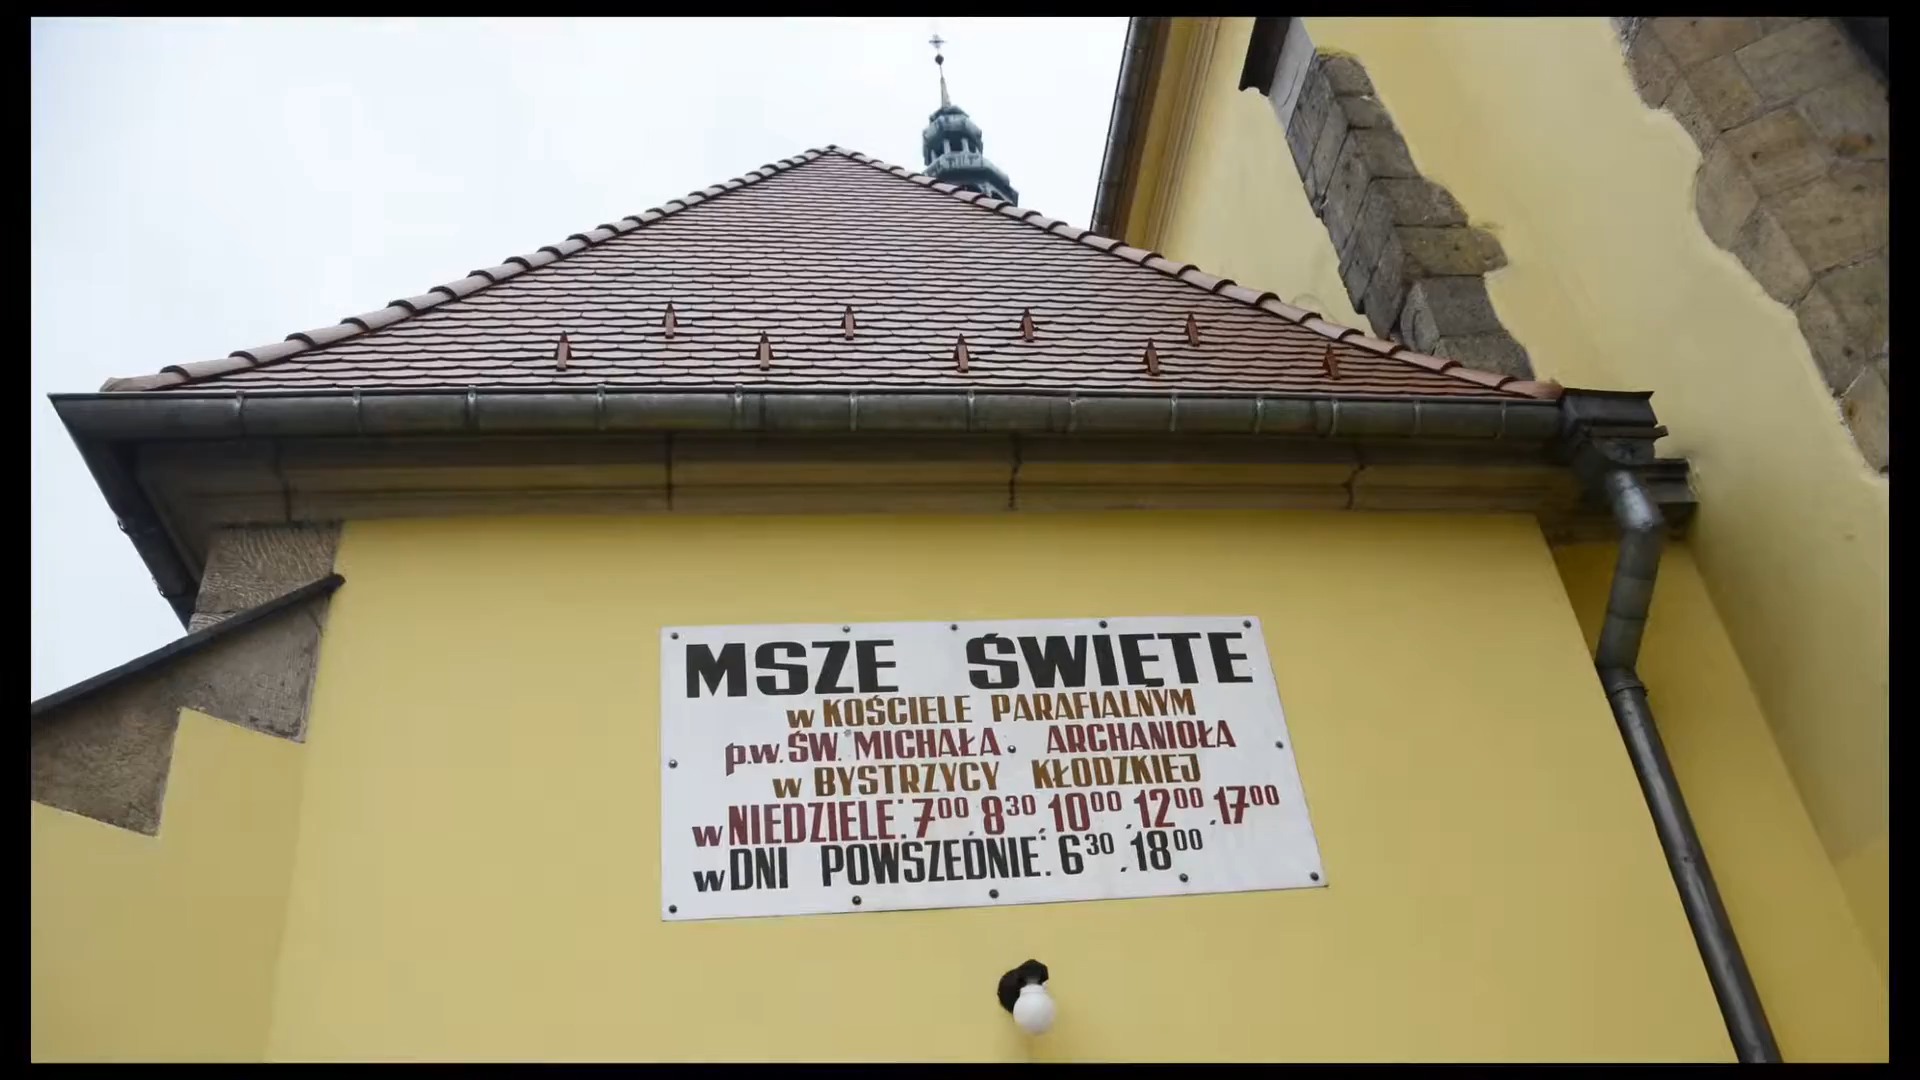 MSZE ŚWIĘTE
w KOŚCIELE PARAFIALNYM
p.w. ŚW. MICHAŁA ARCHANIOŁA
w BYSTRZYCY KŁODZKIEJ
w NIEDZIELE: 7⁰⁰, 8³⁰, 10⁰⁰, 12⁰⁰, 17⁰⁰
w DNI POWSZEDNIE: 6³⁰, 18⁰⁰